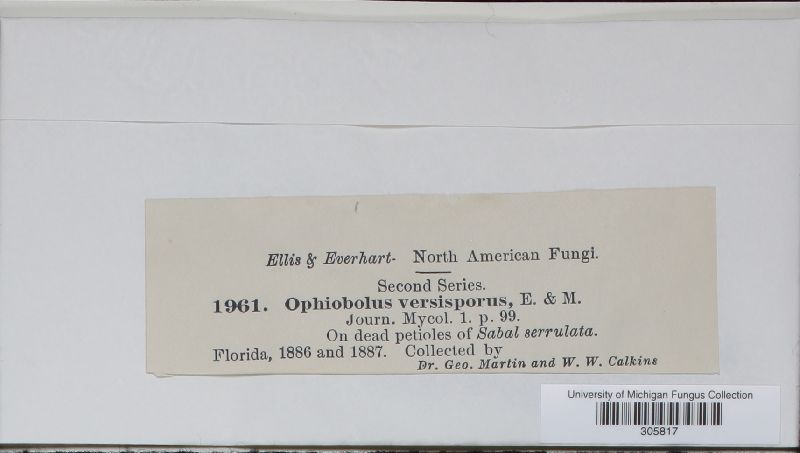 Ellis & Everhart- North American Fungi.
Second Series.
1961. Ophiobolus versisporus, E. & M.
Journ. Mycol. 1. p. 99.
On dead petioles of Sabal serrulata.
Florida, 1886 and 1887. Collected by
Dr. Geo. Martin and W. W. Calkins
University of Michigan Fungus Collection
305817